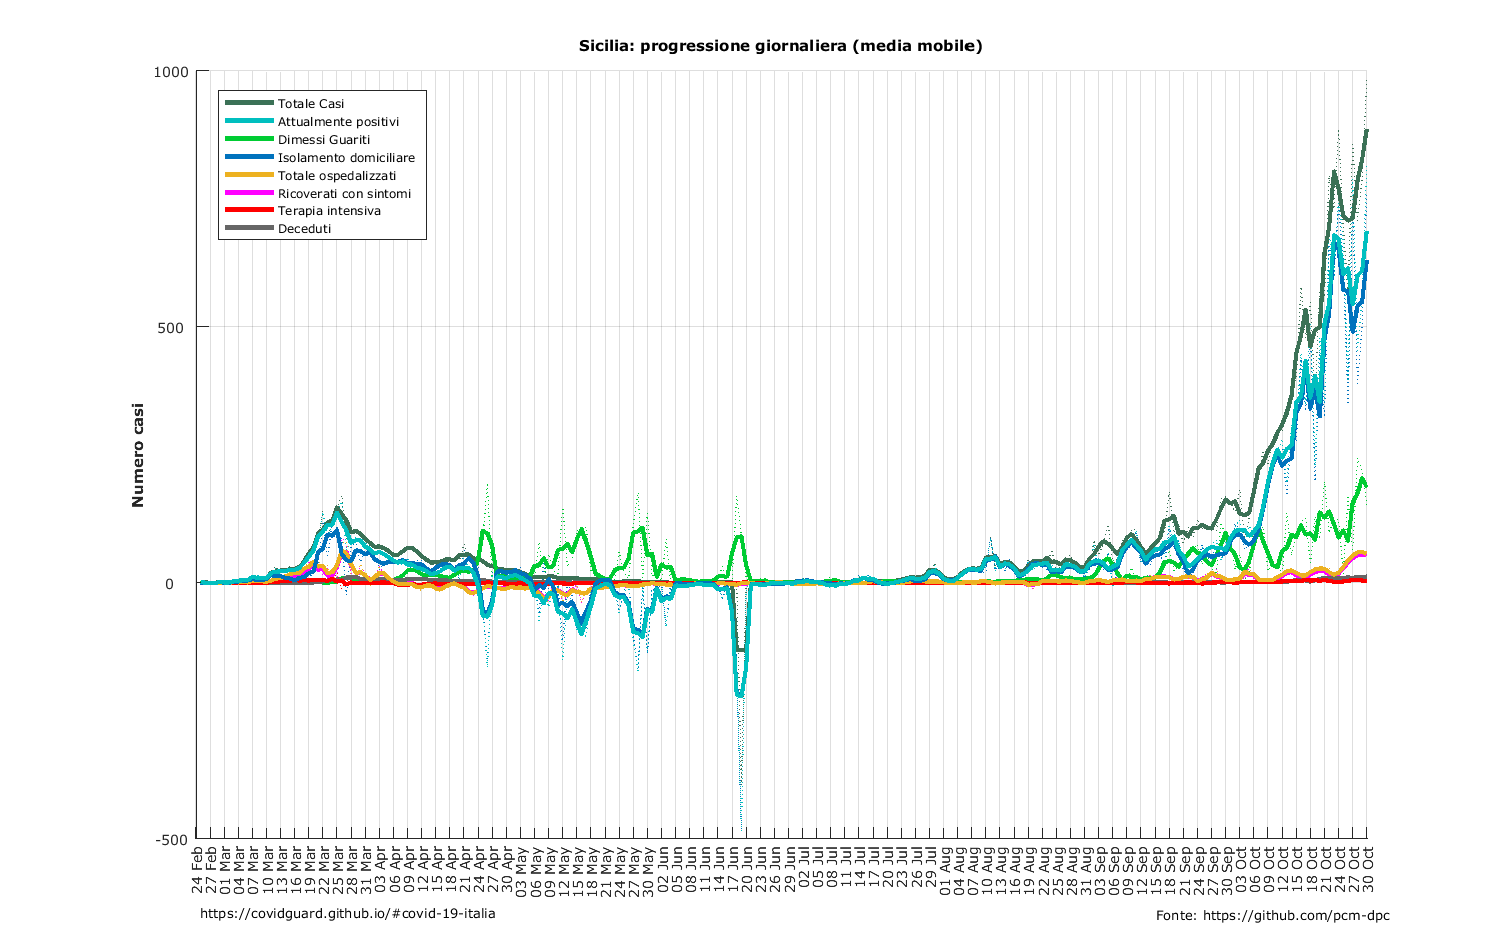 Sicilia: progressione giornaliera (media mobile)
1000
500
0
-500
Numero casi
Totale Casi
Attualmente positivi
Dimessi Guariti
Isolamento domiciliare
Totale ospedalizzati
Ricoverati con sintomi
Terapia intensiva
Deceduti
24 Feb
27 Feb
01 Mar
04 Mar
07 Mar
10 Mar
13 Mar
16 Mar
19 Mar
22 Mar
25 Mar
28 Mar
31 Mar
03 Apr
06 Apr
09 Apr
12 Apr
15 Apr
18 Apr
21 Apr
24 Apr
27 Apr
30 Apr
03 May
06 May
09 May
12 May
15 May
18 May
21 May
24 May
27 May
30 May
02 Jun
05 Jun
08 Jun
11 Jun
14 Jun
17 Jun
20 Jun
23 Jun
26 Jun
29 Jun
02 Jul
05 Jul
08 Jul
11 Jul
14 Jul
17 Jul
20 Jul
23 Jul
26 Jul
29 Jul
01 Aug
04 Aug
07 Aug
10 Aug
13 Aug
16 Aug
19 Aug
22 Aug
25 Aug
28 Aug
31 Aug
03 Sep
06 Sep
09 Sep
12 Sep
15 Sep
18 Sep
21 Sep
24 Sep
27 Sep
30 Sep
03 Oct
06 Oct
09 Oct
12 Oct
15 Oct
18 Oct
21 Oct
24 Oct
27 Oct
30 Oct
https://covidguard.github.io/#covid-19-italia
Fonte: https://github.com/pcm-dpc